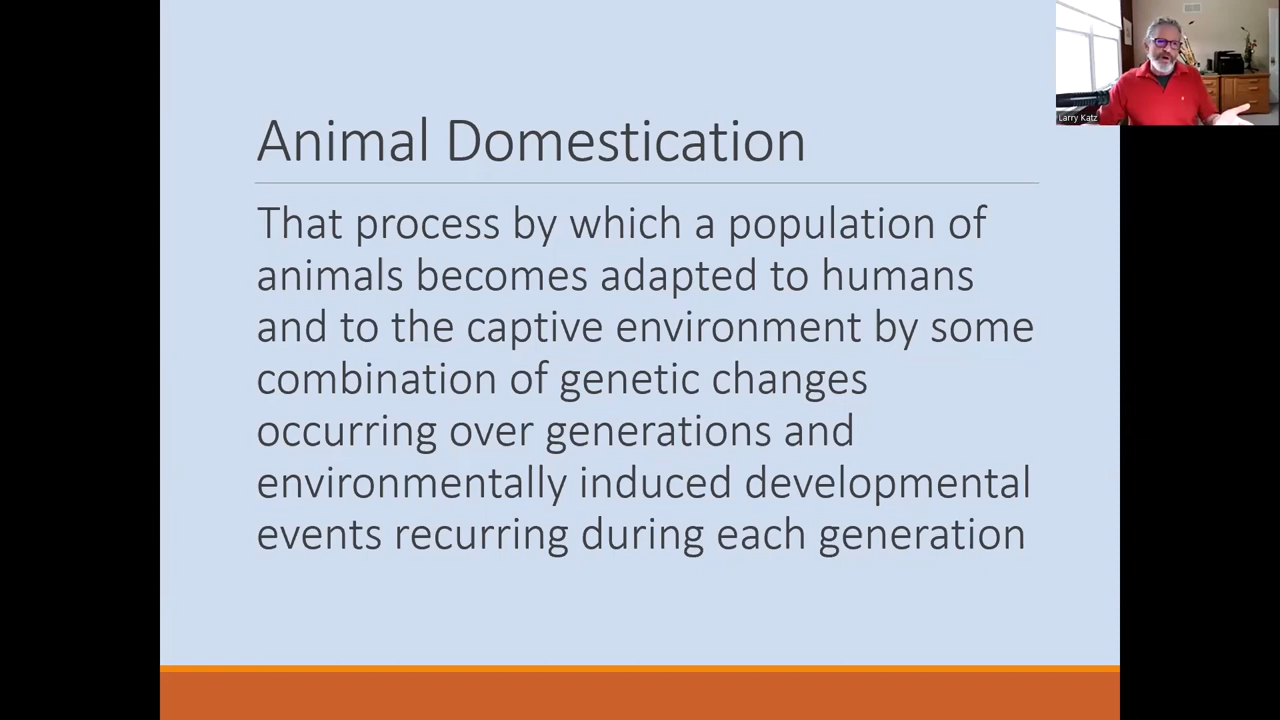 Animal Domestication
That process by which a population of
animals becomes adapted to humans
and to the captive environment by some
combination of genetic changes
occurring over generations and
environmentally induced developmental
events recurring during each generation
Larry Katz